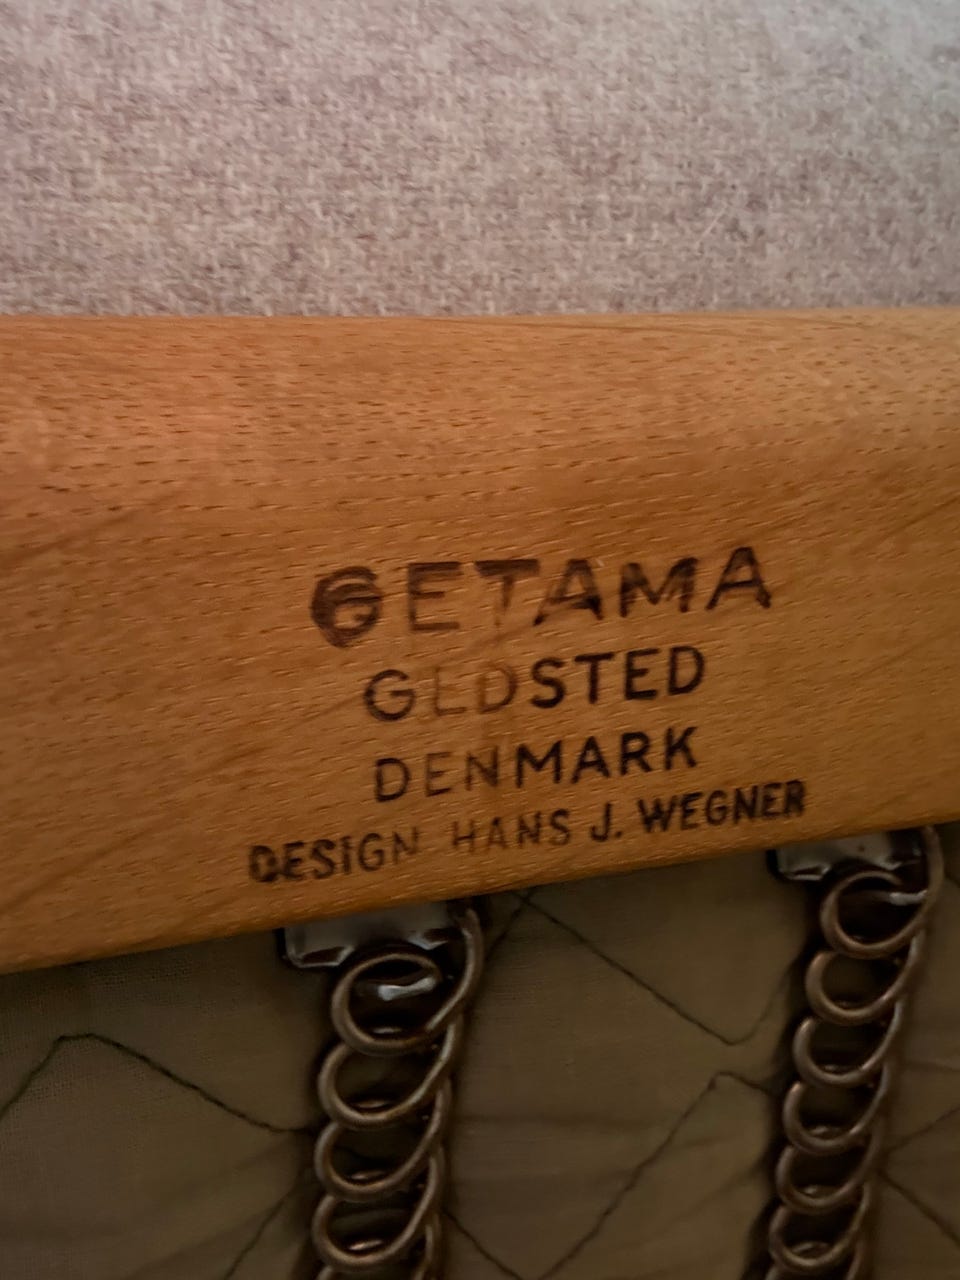 GETAMA
GEDSTED
DENMARK
DESIGN HANS J. WEGNER